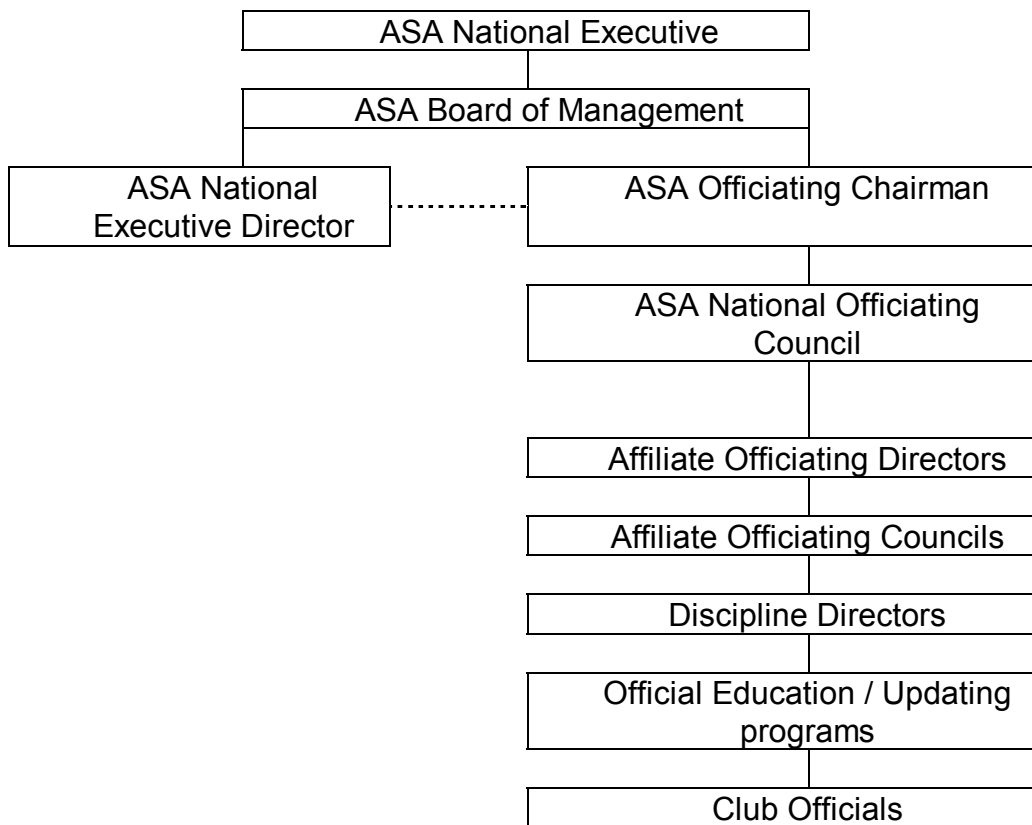 ASA National Executive
ASA Board of Management
ASA National
Executive Director
ASA Officiating Chairman
ASA National Officiating
Council
Affiliate Officiating Directors
Affiliate Officiating Councils
Discipline Directors
Official Education / Updating
programs
Club Officials